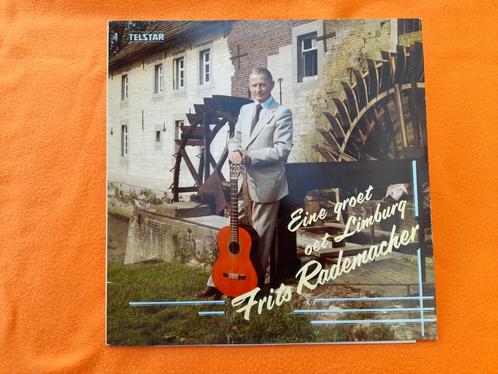 TELSTAR
Eine groet
oet Limburg
Frits Rademacher